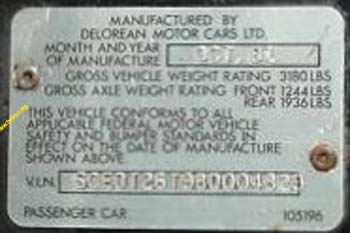 MANUFACTURED BY
DELOREAN MOTOR CARS LTD.
MONTH AND YEAR
OF MANUFACTURE OCT. 81
GROSS VEHICLE WEIGHT RATING 3180 LBS
GROSS AXLE WEIGHT RATING FRONT 1244 LBS
REAR 1936 LBS
THIS VEHICLE CONFORMS TO ALL
APPLICABLE FEDERAL MOTOR VEHICLE
SAFETY AND BUMPER STANDARDS IN
EFFECT ON THE DATE OF MANUFACTURE
SHOWN ABOVE.
V.I.N.
PASSENGER CAR 105196